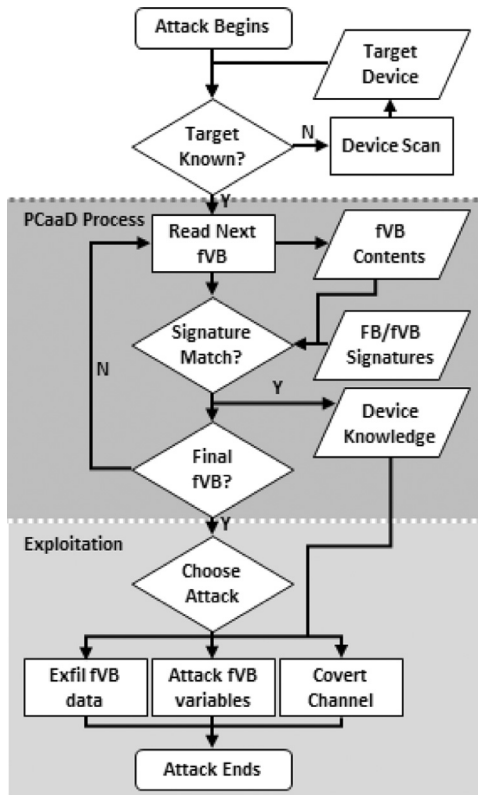 Attack Begins
Target
Device
Target
Known?
N
Device Scan
Y
PCaaD Process
Read Next
fVB
fVB
Contents
Signature
Match?
FB/fVB
Signatures
N
Y
Device
Knowledge
Final
fVB?
Y
Exploitation
Choose
Attack
Exfil fVB
data
Attack fVB
variables
Covert
Channel
Attack Ends